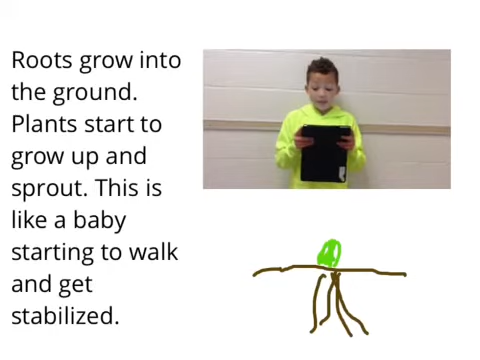 Roots grow into
the ground.
Plants start to
grow up and
sprout. This is
like a baby
starting to walk
and get
stabilized.